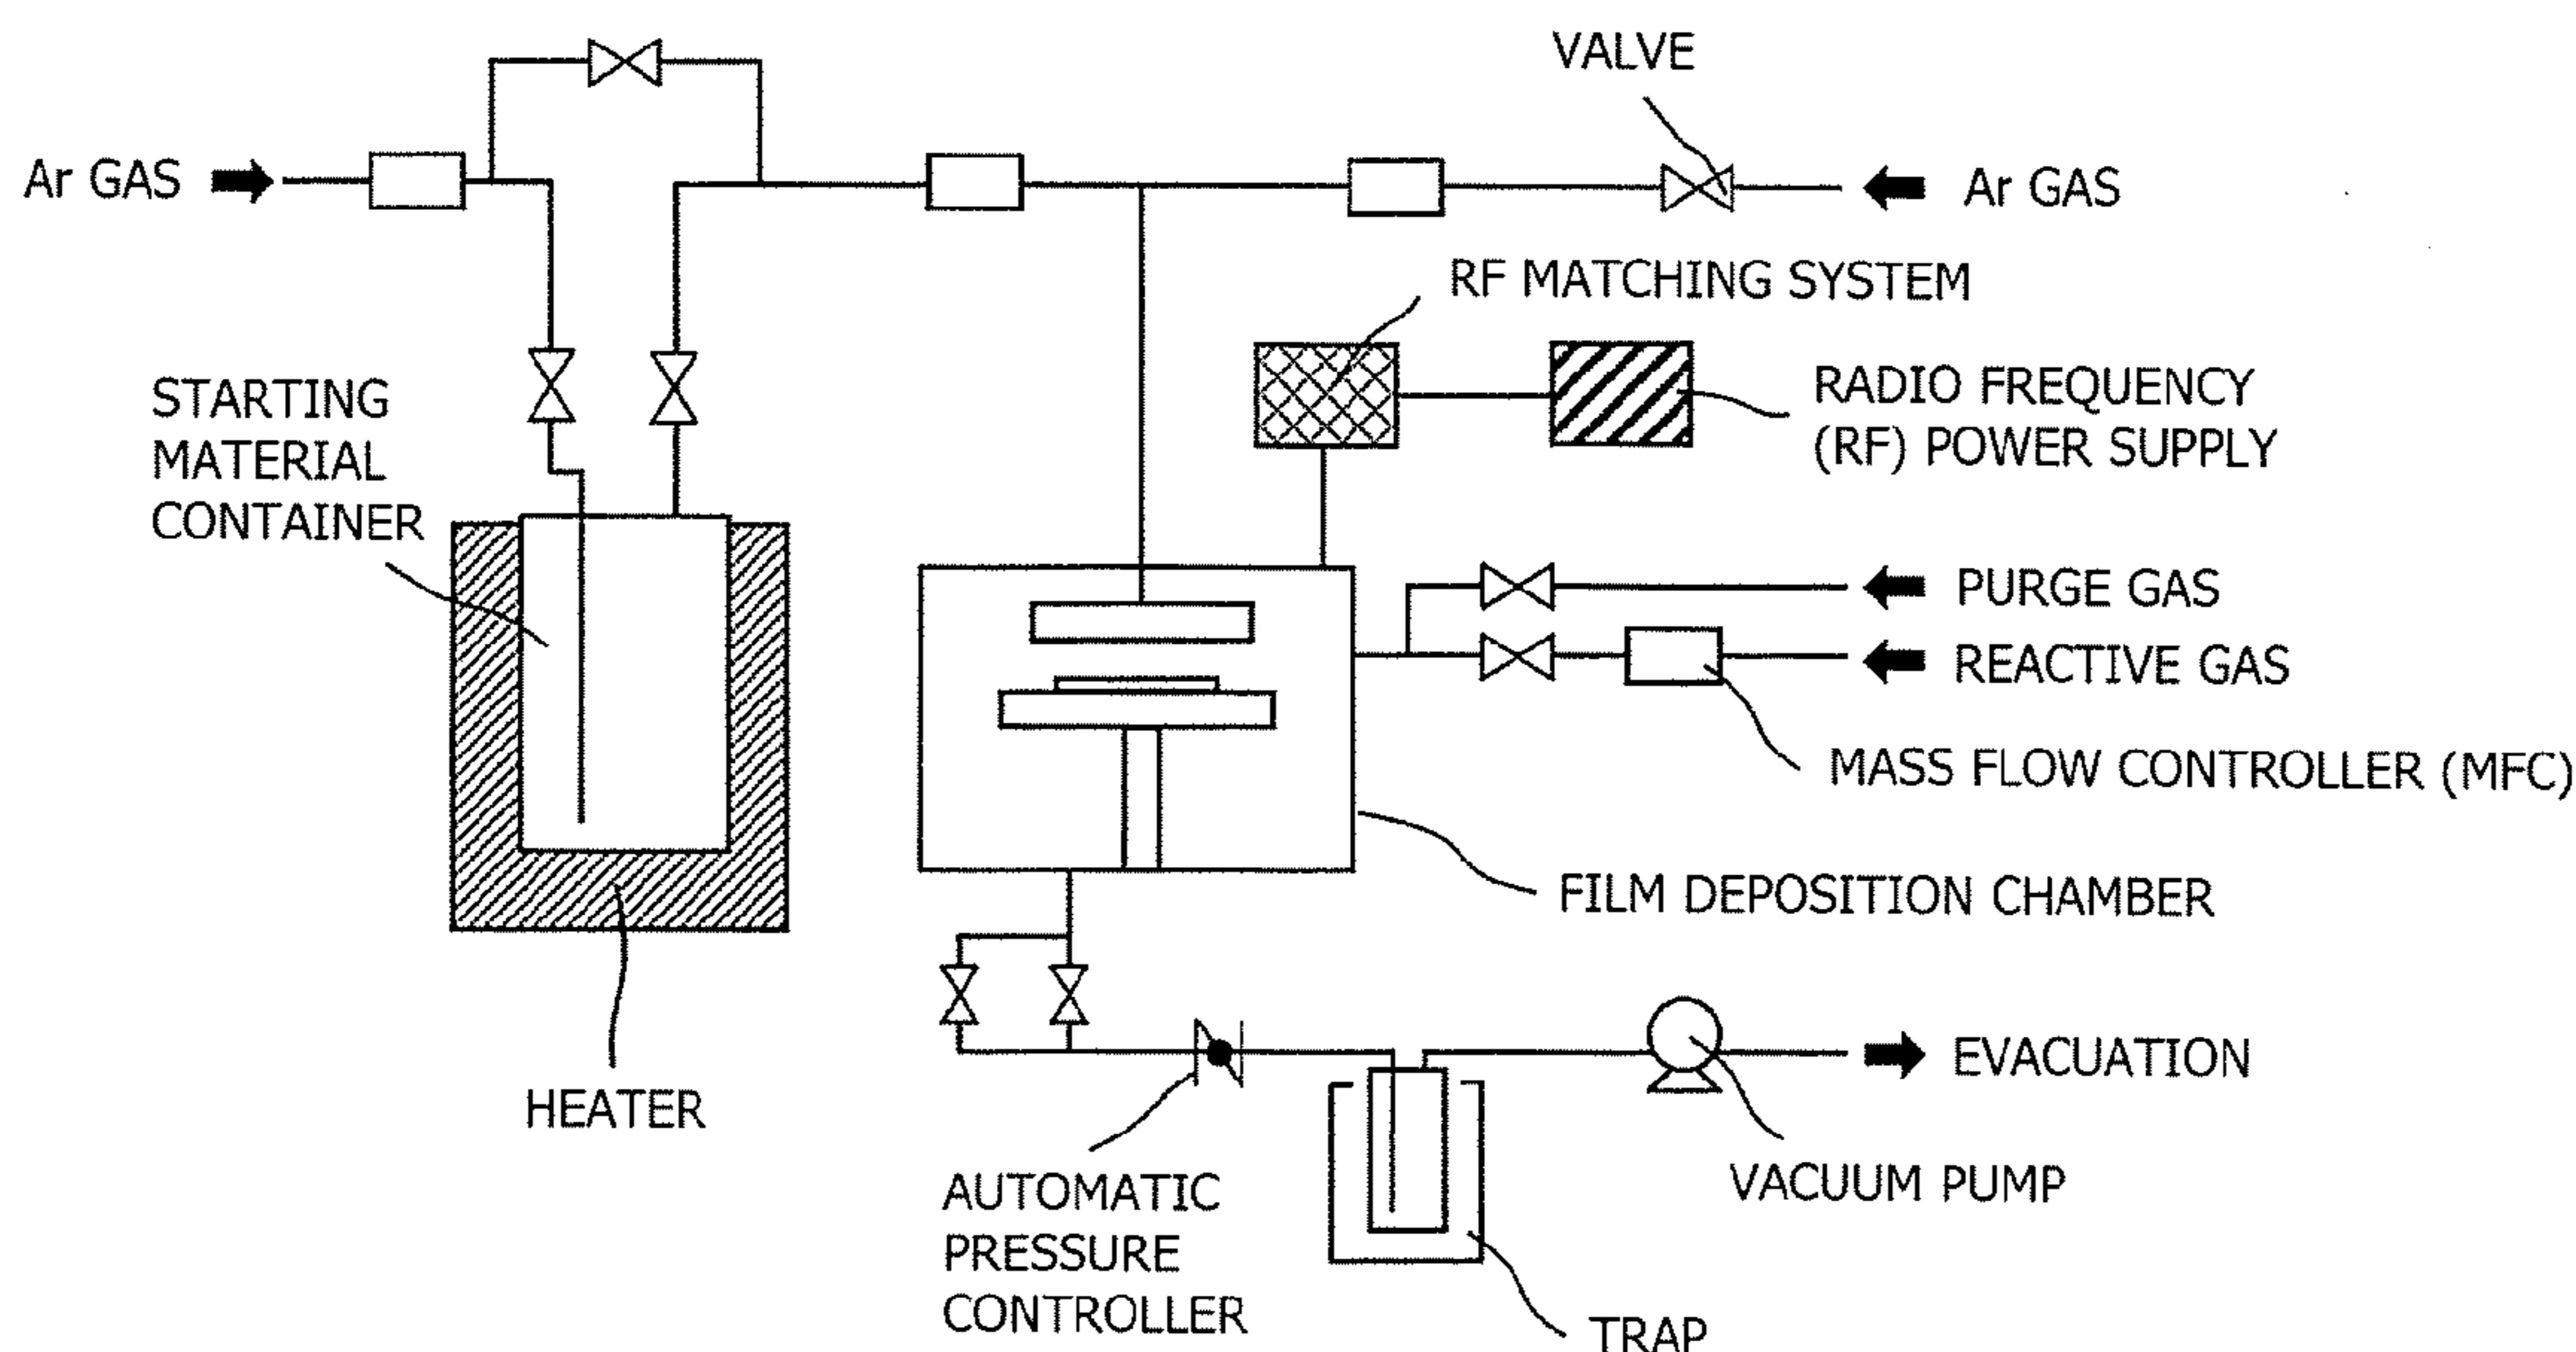 VALVE
Ar GAS
Ar GAS
RF MATCHING SYSTEM
STARTING
MATERIAL
CONTAINER
RADIO FREQUENCY
(RF) POWER SUPPLY
PURGE GAS
REACTIVE GAS
MASS FLOW CONTROLLER (MFC)
FILM DEPOSITION CHAMBER
HEATER
EVACUATION
AUTOMATIC
PRESSURE
CONTROLLER
VACUUM PUMP
TRAP